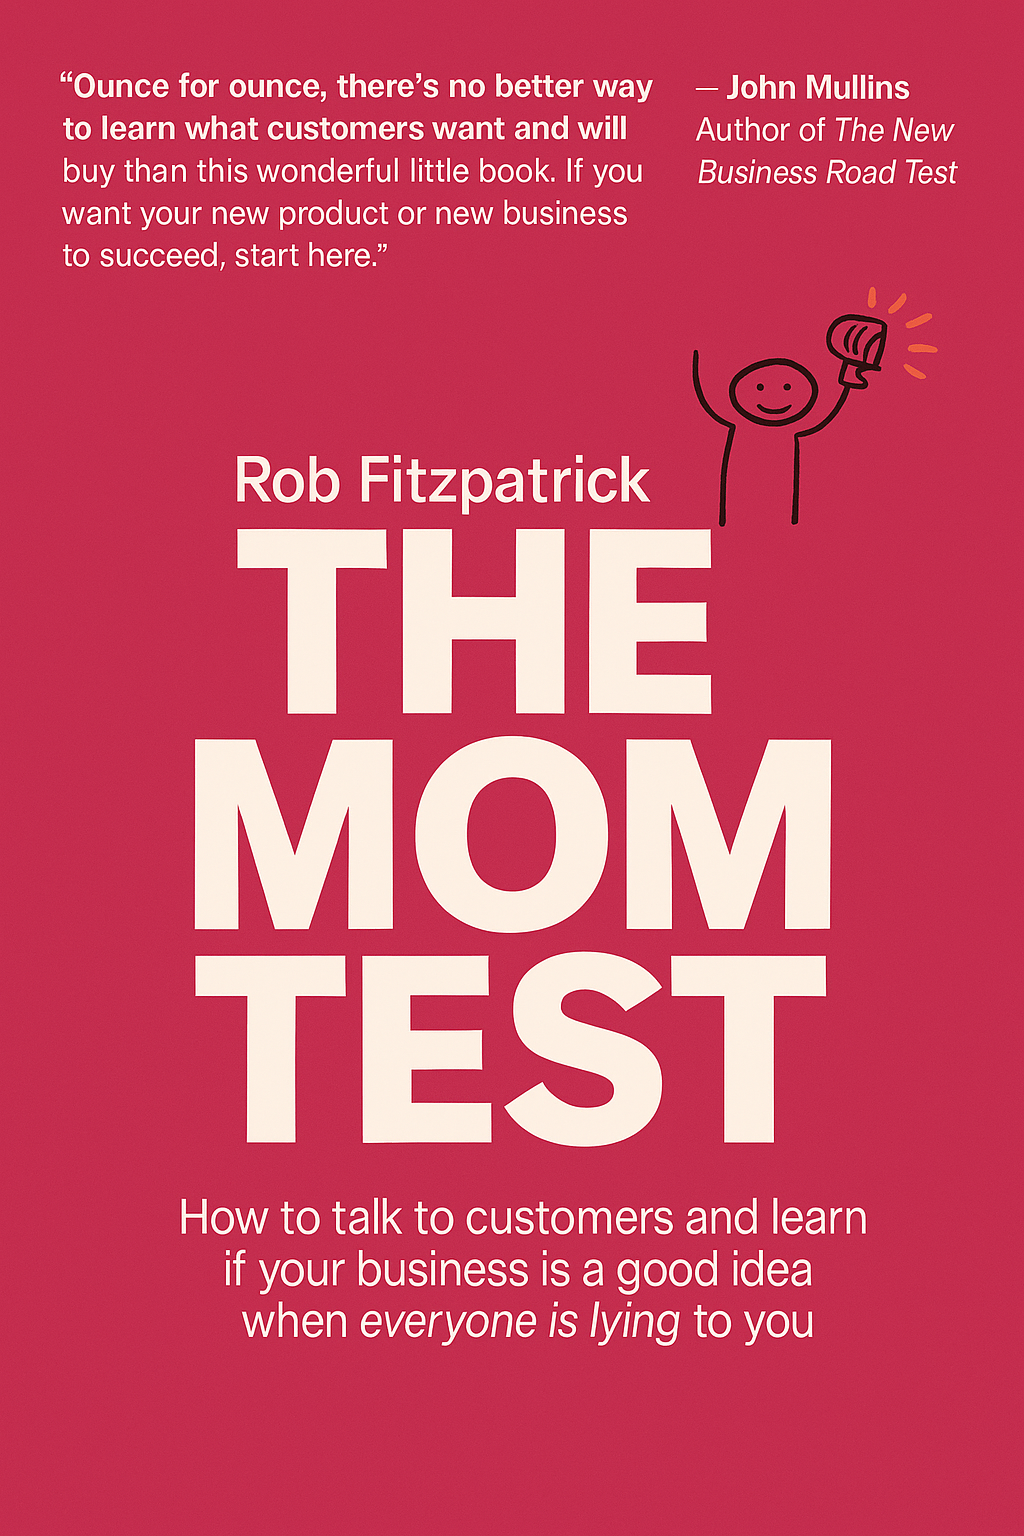 “Ounce for ounce, there’s no better way
to learn what customers want and will
buy than this wonderful little book. If you
want your new product or new business
to succeed, start here.”
— John Mullins
Author of The New
Business Road Test
Rob Fitzpatrick
THE
MOM
TEST
How to talk to customers and learn
if your business is a good idea
when everyone is lying to you